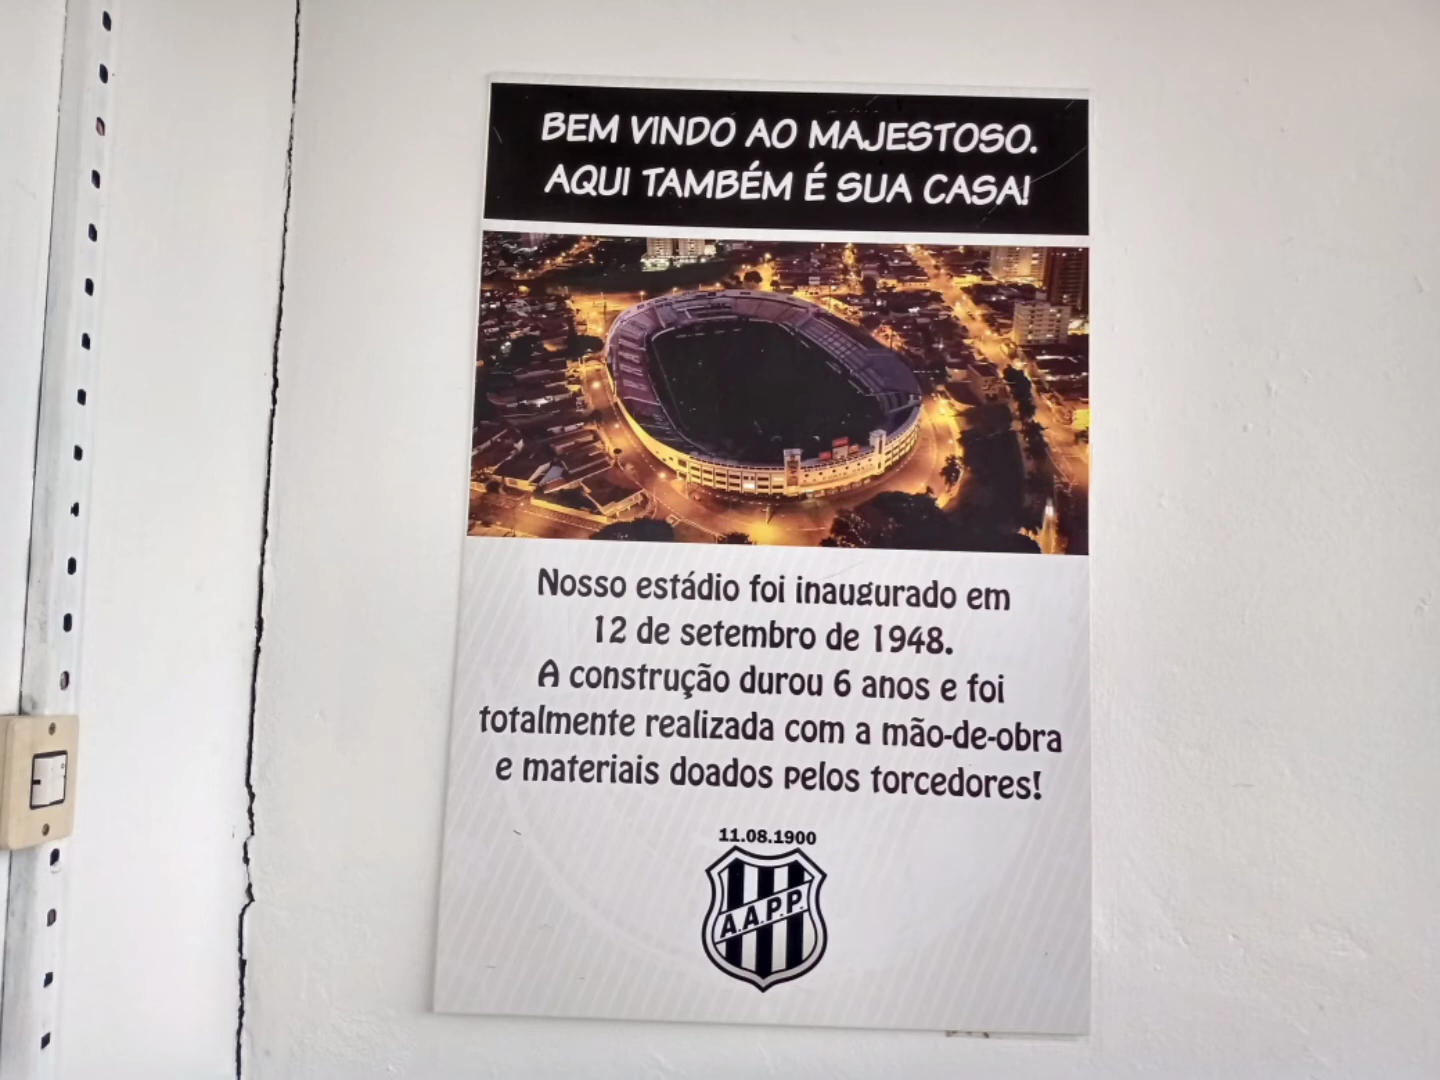 BEM VINDO AO MAJESTOSO.
AQUI TAMBÉM É SUA CASA!
Nosso estádio foi inaugurado em
12 de setembro de 1948.
A construção durou 6 anos e foi
totalmente realizada com a mão-de-obra
e materiais doados pelos torcedores!
11.08.1900
A.A.P.P.